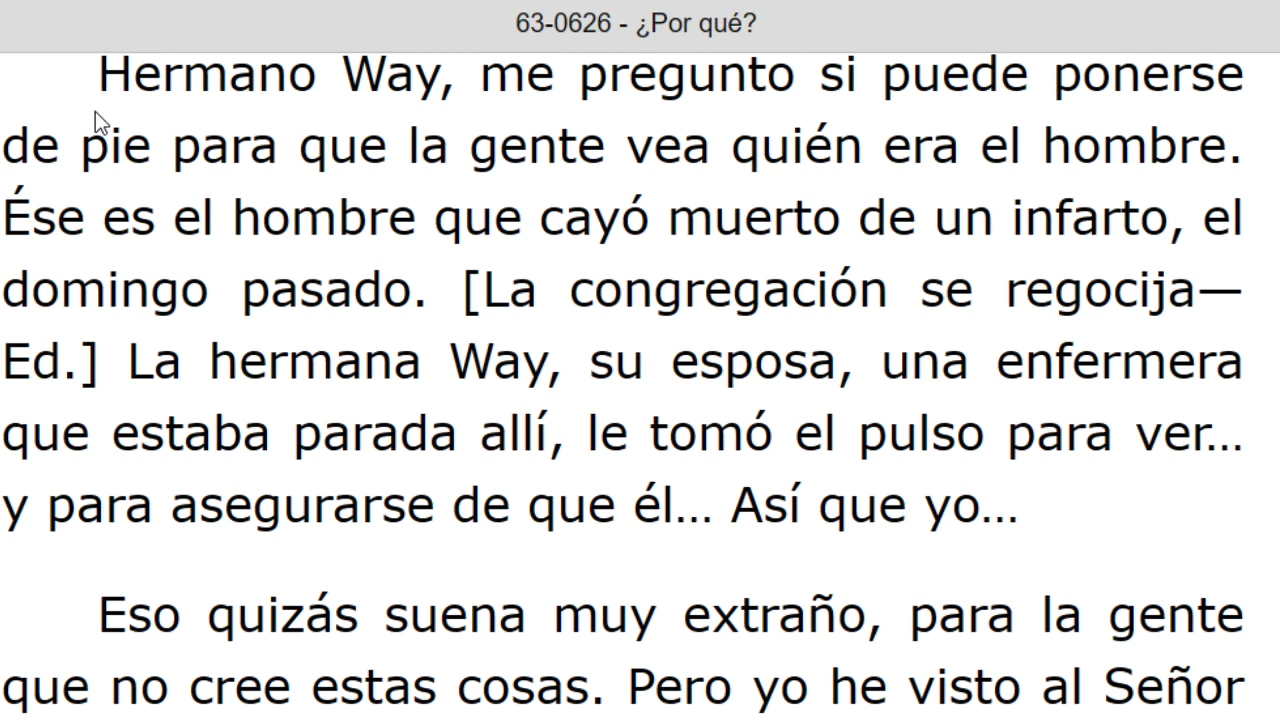 63-0626 - ¿Por qué?
Hermano Way, me pregunto si puede ponerse
de pie para que la gente vea quién era el hombre.
Ése es el hombre que cayó muerto de un infarto, el
domingo pasado. [La congregación se regocija—
Ed.] La hermana Way, su esposa, una enfermera
que estaba parada allí, le tomó el pulso para ver...
y para asegurarse de que él... Así que yo...
Eso quizás suena muy extraño, para la gente
que no cree estas cosas. Pero yo he visto al Señor